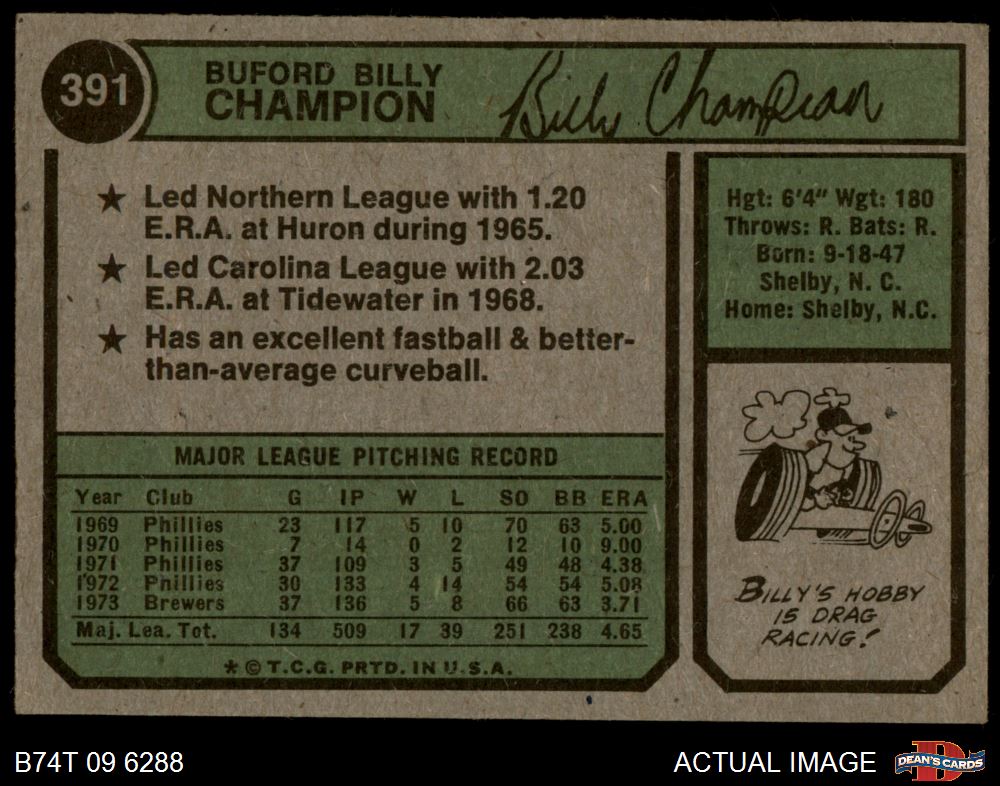 391
BUFORD BILLY
CHAMPION
Billy Champion
★ Led Northern League with 1.20
E.R.A. at Huron during 1965.
★ Led Carolina League with 2.03
E.R.A. at Tidewater in 1968.
★ Has an excellent fastball & better-
than-average curveball.
Hgt: 6'4" Wgt: 180
Throws: R. Bats: R.
Born: 9-18-47
Shelby, N. C.
Home: Shelby, N.C.
MAJOR LEAGUE PITCHING RECORD
Year Club G IP W L SO BB ERA
1969 Phillies 23 117 5 10 70 63 5.00
1970 Phillies 7 14 0 2 12 10 9.00
1971 Phillies 37 109 3 5 49 48 4.38
1972 Phillies 30 133 4 14 54 54 5.08
1973 Brewers 37 136 5 8 66 63 3.71
Maj. Lea. Tot. 134 509 17 39 251 238 4.65
* © T.C.G. PRTD. IN U.S.A.
BILLY'S HOBBY
IS DRAG
RACING!
B74T 09 6288
ACTUAL IMAGE
DEAN'S CARDS